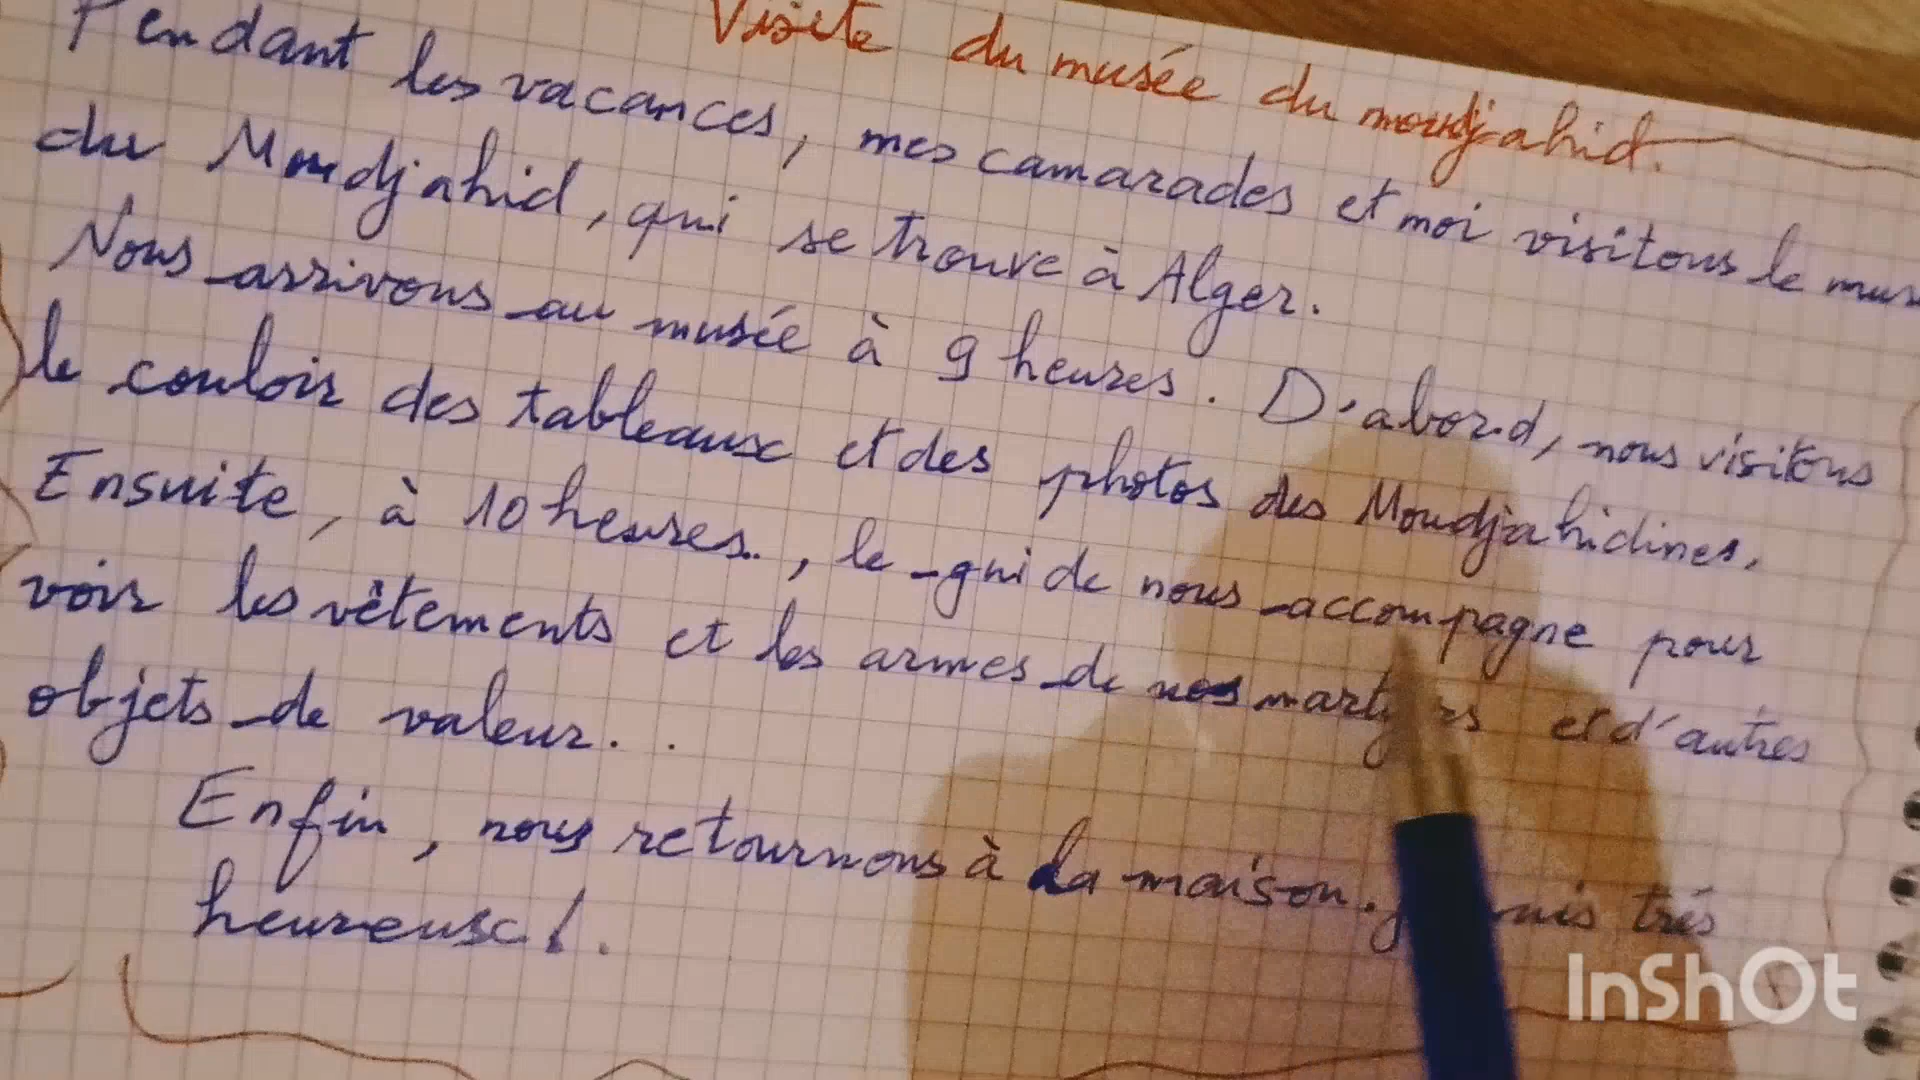 Visite du musée du moudjahid.
Pendant les vacances, mes camarades et moi visitons le mus
du Moudjahid, qui se trouve à Alger.
Nous arrivons au musée à 9 heures. D'abord, nous visitons
le couloir des tableaux et des photos des Moudjahidines.
Ensuite, à 10 heures., le guide nous accompagne pour
voir les vêtements et les armes de nos martyrs et d'autres
objets de valeur. .
Enfin, nous retournons à la maison. très
heureux!.
InShOt